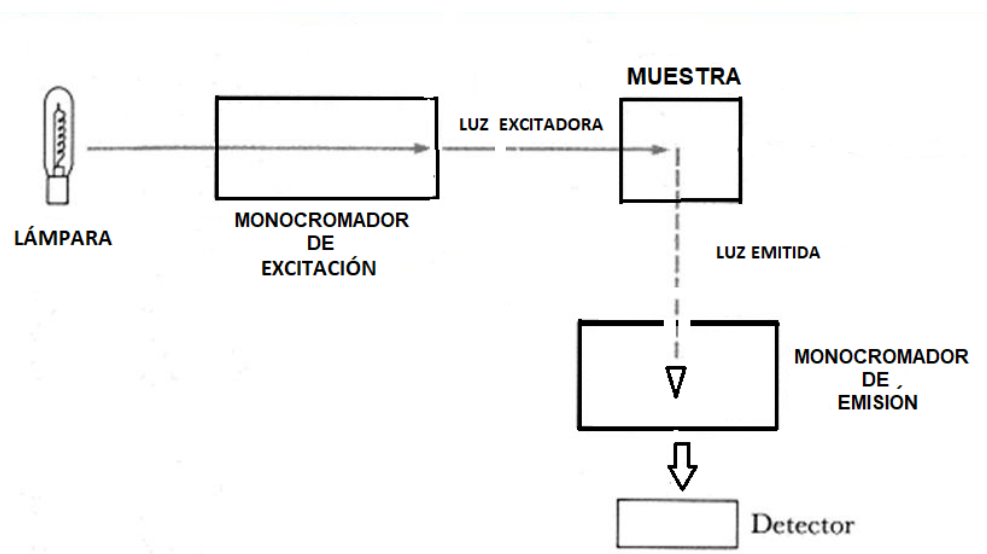 MUESTRA
LUZ EXCITADORA
LÁMPARA
MONOCROMADOR
DE
EXCITACIÓN
LUZ EMITIDA
MONOCROMADOR
DE
EMISIÓN
Detector